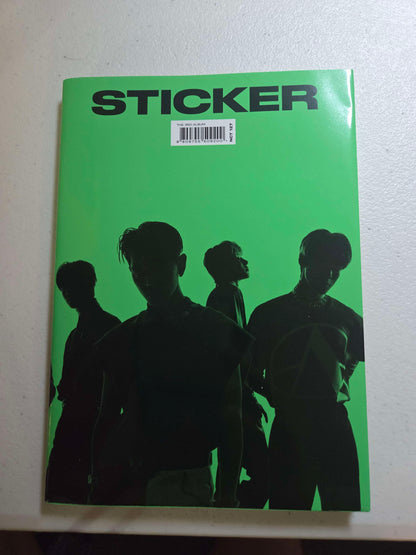 STICKER
THE 3RD ALBUM
NCT 127